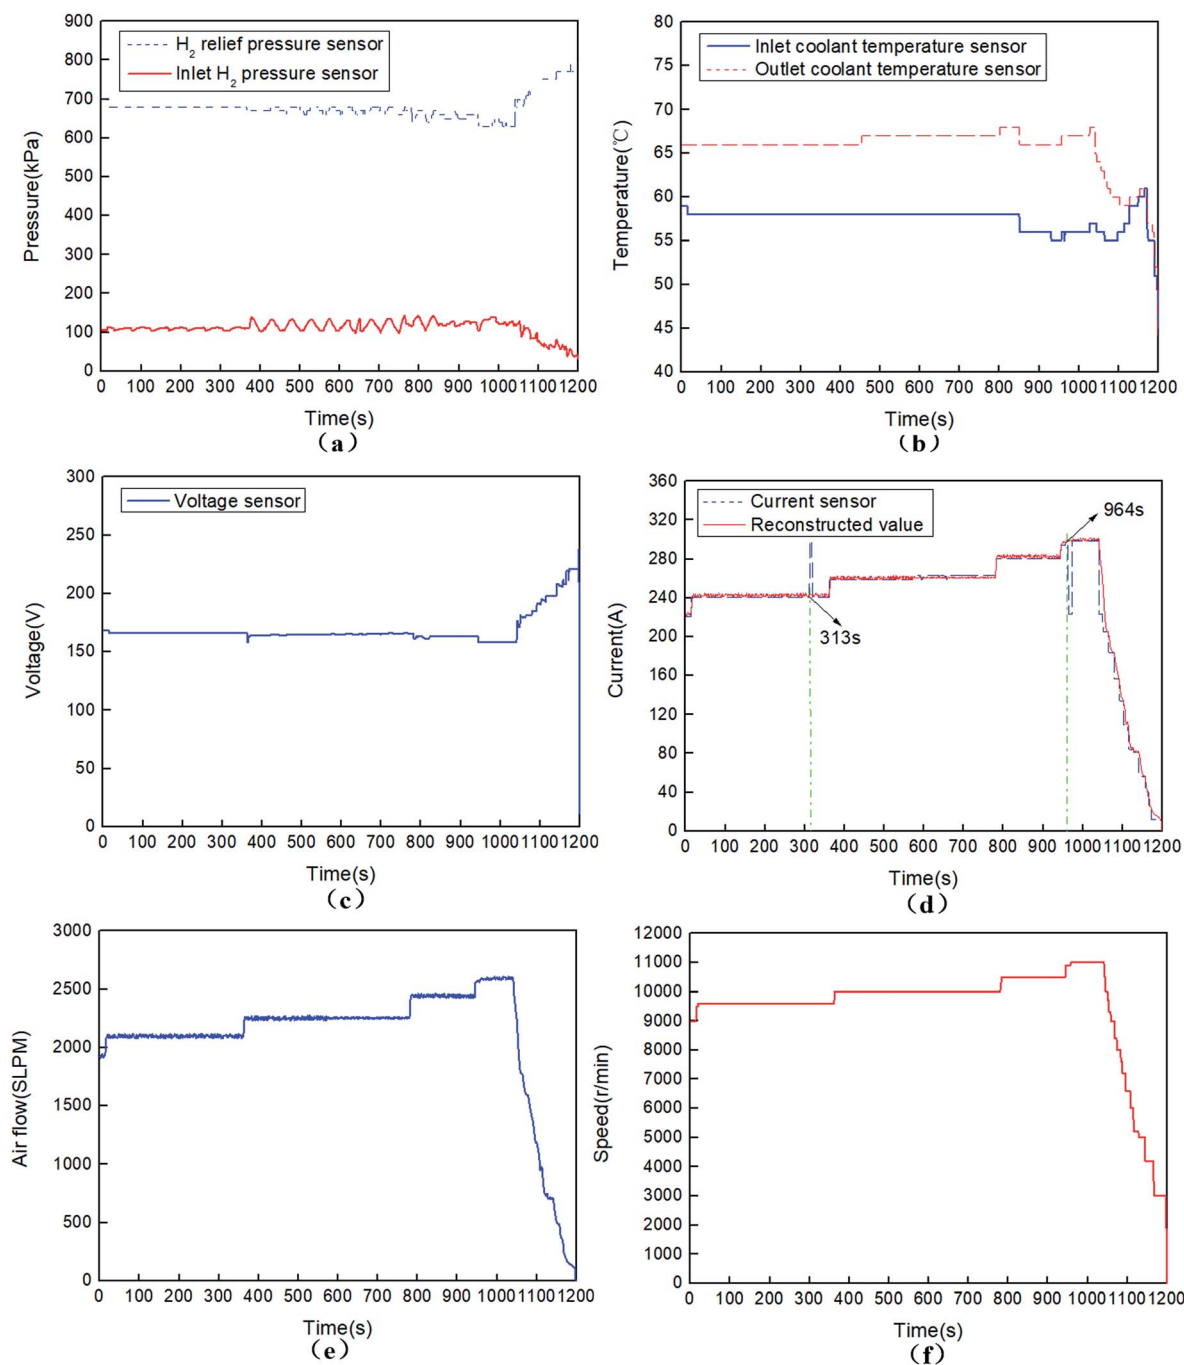 900
800
700
600
500
400
300
200
100
0
H2 relief pressure sensor
Inlet H2 pressure sensor
Pressure(kPa)
0 100 200 300 400 500 600 700 800 900 1000 1100 1200
Time(s)
(a)
80
75
70
65
60
55
50
45
40
Inlet coolant temperature sensor
Outlet coolant temperature sensor
Temperature(℃)
0 100 200 300 400 500 600 700 800 900 1000 1100 1200
Time(s)
(b)
300
250
200
150
100
50
0
Voltage sensor
Voltage(V)
0 100 200 300 400 500 600 700 800 900 1000 1100 1200
Time(s)
(c)
360
320
280
240
200
160
120
80
40
0
Current sensor
Reconstructed value
964s
313s
Current(A)
0 100 200 300 400 500 600 700 800 900 1000 1100 1200
Time(s)
(d)
3000
2500
2000
1500
1000
500
0
Air flow(SLPM)
0 100 200 300 400 500 600 700 800 900 1000 1100 1200
Time(s)
(e)
12000
11000
10000
9000
8000
7000
6000
5000
4000
3000
2000
1000
0
Speed(r/min)
0 100 200 300 400 500 600 700 800 900 1000 1100 1200
Time(s)
(f)